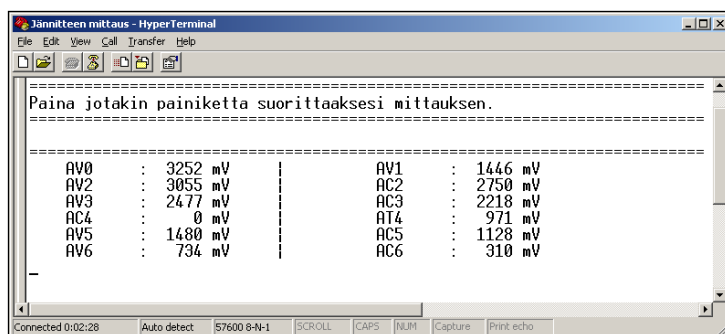 Jännitteen mittaus - HyperTerminal
File Edit View Call Transfer Help
=========================================================================
Paina jotakin painiketta suorittaaksesi mittauksen.
=========================================================================
=========================================================================
AV0 : 3252 mV | AV1 : 1446 mV
AV2 : 3055 mV | AC2 : 2750 mV
AV3 : 2477 mV | AC3 : 2218 mV
AC4 : 0 mV | AT4 : 971 mV
AV5 : 1480 mV | AC5 : 1128 mV
AV6 : 734 mV | AC6 : 310 mV
_
Connected 0:02:28 Auto detect 57600 8-N-1 SCROLL CAPS NUM Capture Print echo